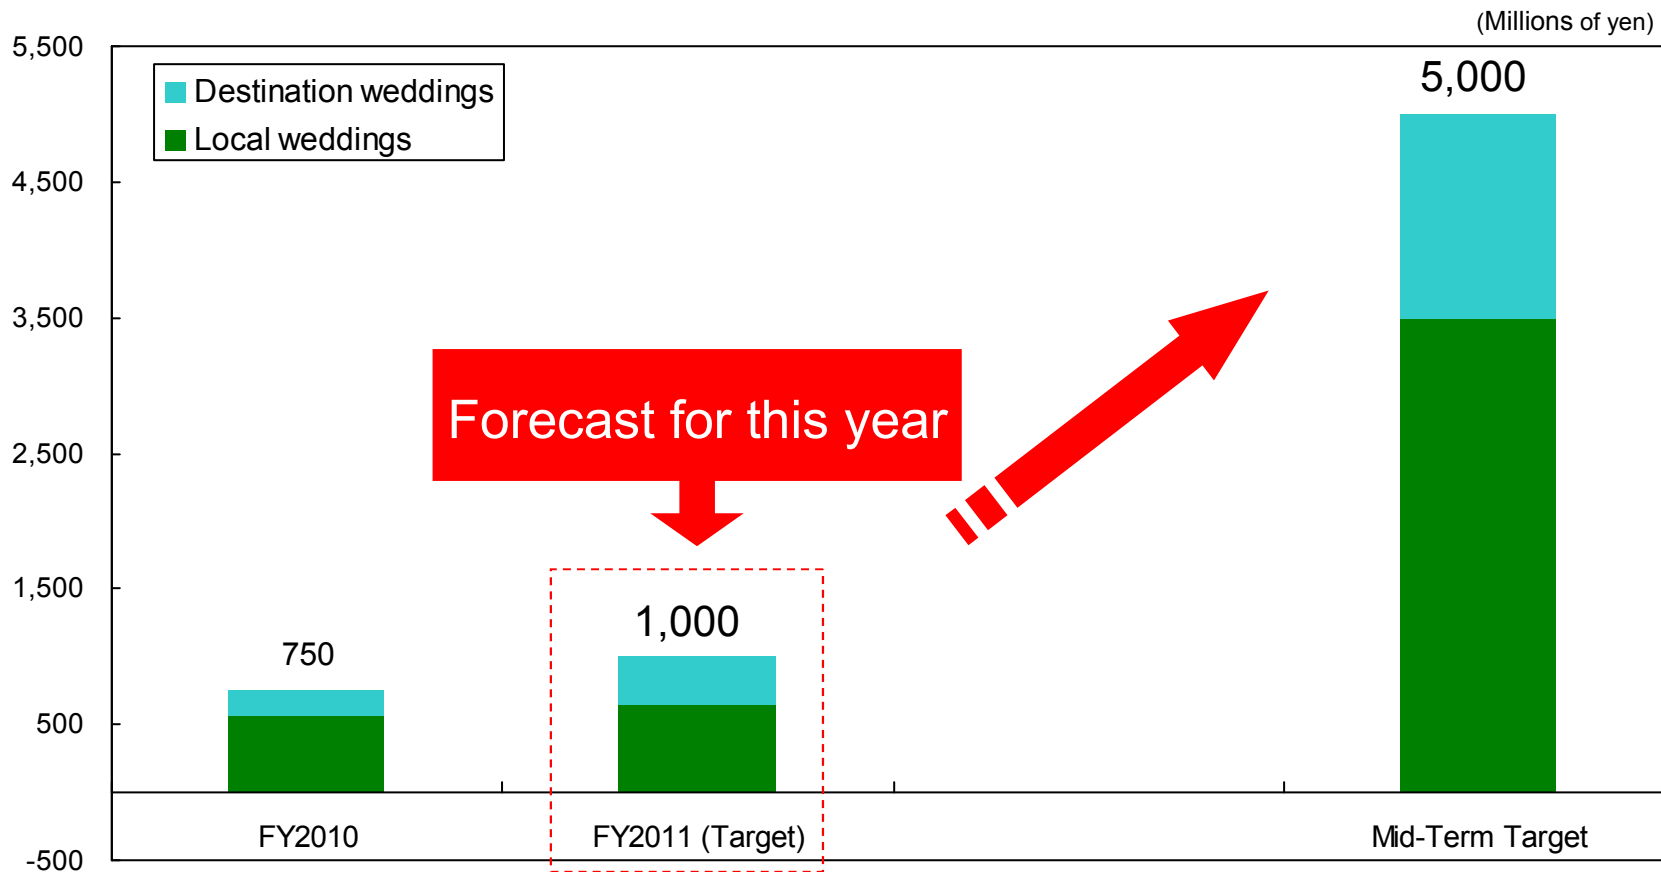 (Millions of yen)
5,500
4,500
3,500
2,500
1,500
500
-500
Destination weddings
Local weddings
5,000
Forecast for this year
1,000
750
FY2010
FY2011 (Target)
Mid-Term Target